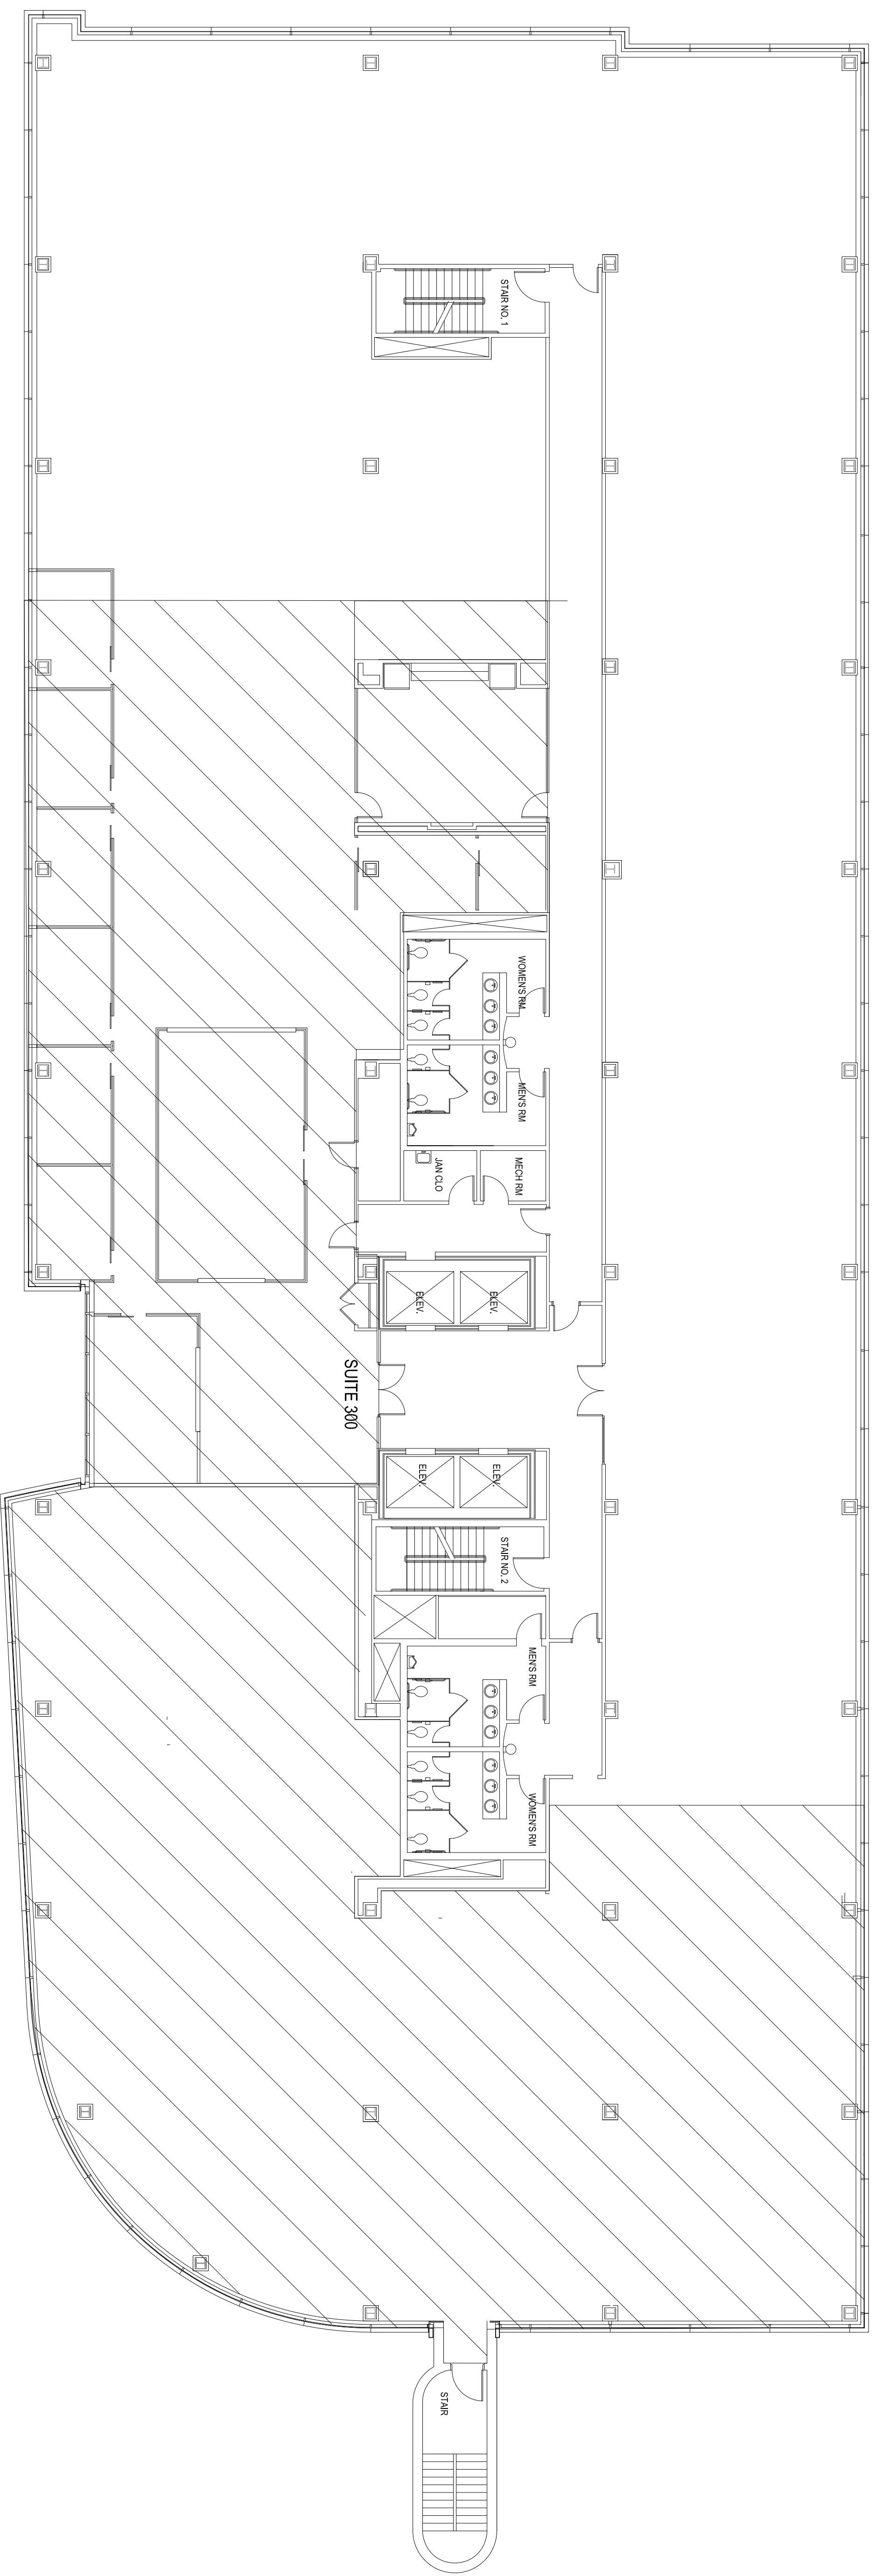 STAIR NO. 1
WOMEN'S RM
MEN'S RM
JAN CLO
MECH RM
ELEV.
ELEV.
SUITE 300
ELEV.
ELEV.
STAIR NO. 2
MEN'S RM
WOMEN'S RM
STAIR